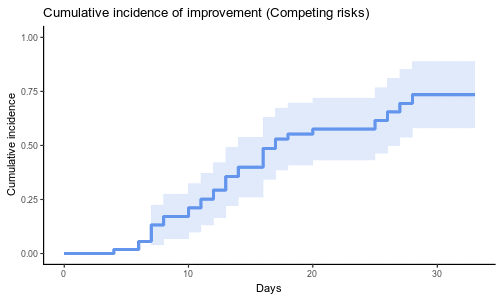 Cumulative incidence of improvement (Competing risks)
1.00
0.75
0.50
0.25
0.00
Cumulative incidence
0 10 20 30
Days